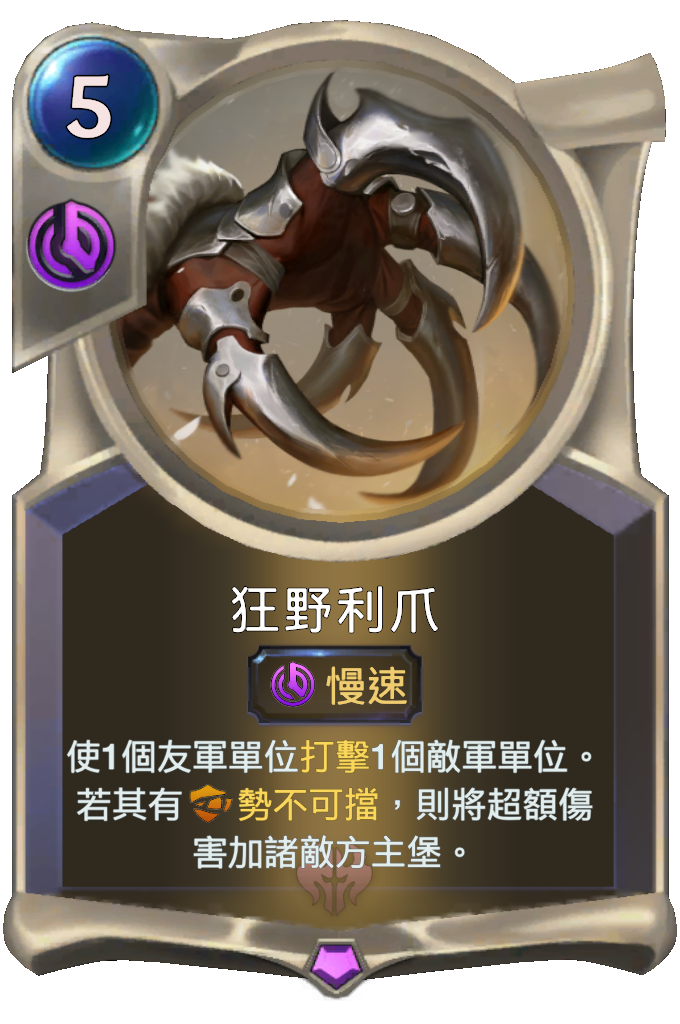 5
狂野利爪
慢速
使1個友軍單位打擊1個敵軍單位。
若其有勢不可擋，則將超額傷
害加諸敵方主堡。